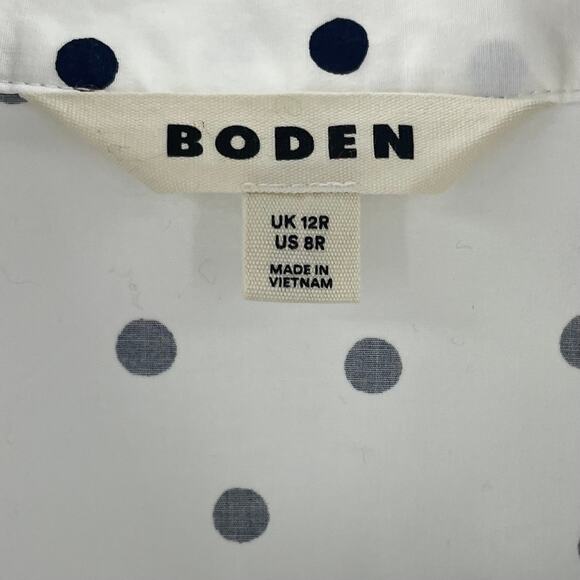 BODEN
UK 12R
US 8R
MADE IN
VIETNAM